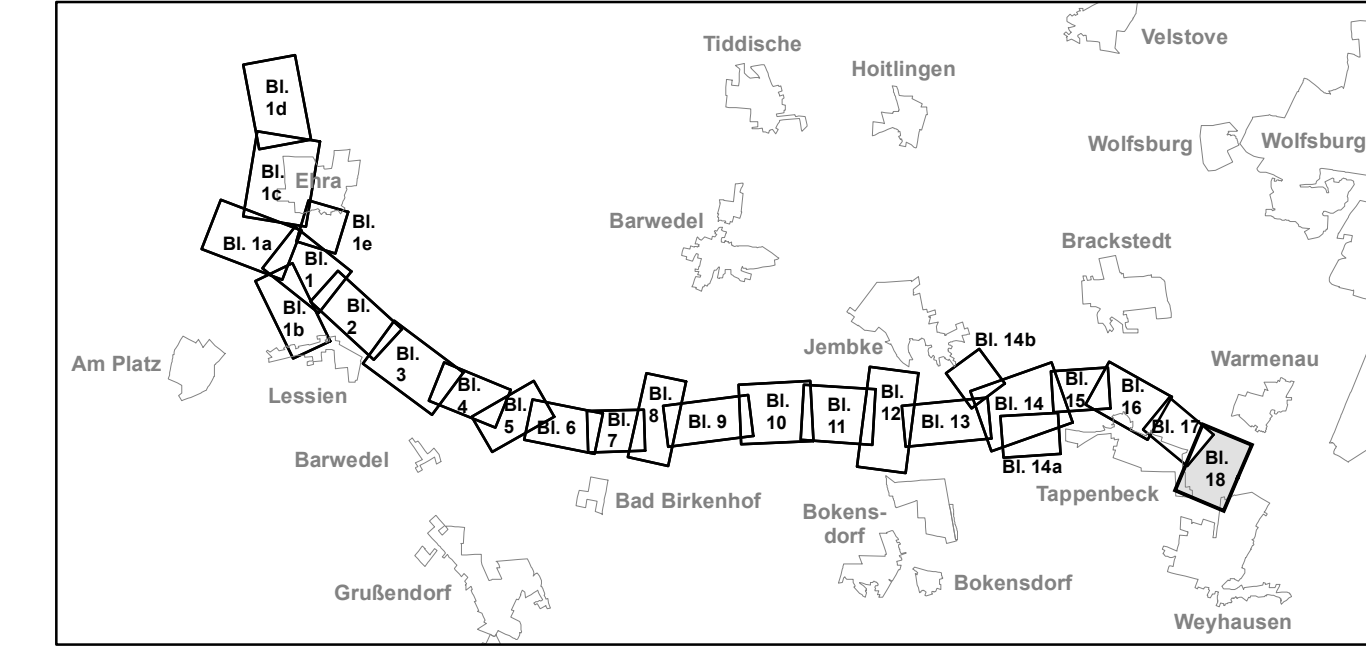 Velstove
Tiddische
Hoitlingen
Bl.
1d
Wolfsburg
Wolfsburg
Bl.
1c
Ehra
Bl.
1e
Barwedel
Bl. 1a
Brackstedt
Bl.
1
Bl.
1b
Bl.
2
Am Platz
Lessien
Bl.
3
Jembke
Bl. 14b
Warmenau
Bl.
4
Bl.
5
Bl. 6
Bl.
7
Bl.
8
Bl. 9
Bl.
10
Bl.
11
Bl.
12
Bl. 13
Bl. 14
Bl. 14a
Bl.
15
Bl.
16
Bl. 17
Bl.
18
Barwedel
Bad Birkenhof
Tappenbeck
Bokens-
dorf
Grußendorf
Bokensdorf
Weyhausen